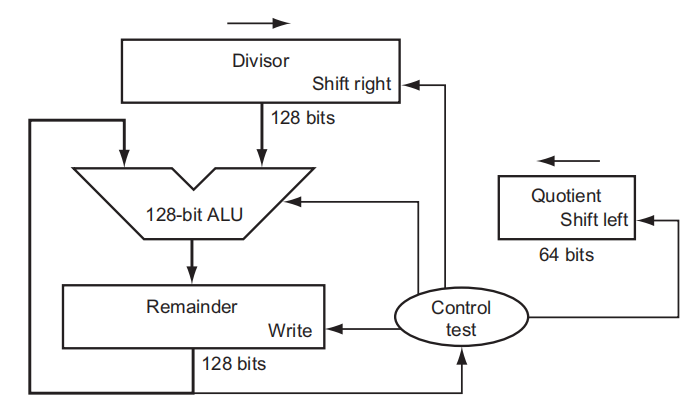 Divisor
Shift right
128 bits
128-bit ALU
Quotient
Shift left
64 bits
Remainder
Write
Control
test
128 bits